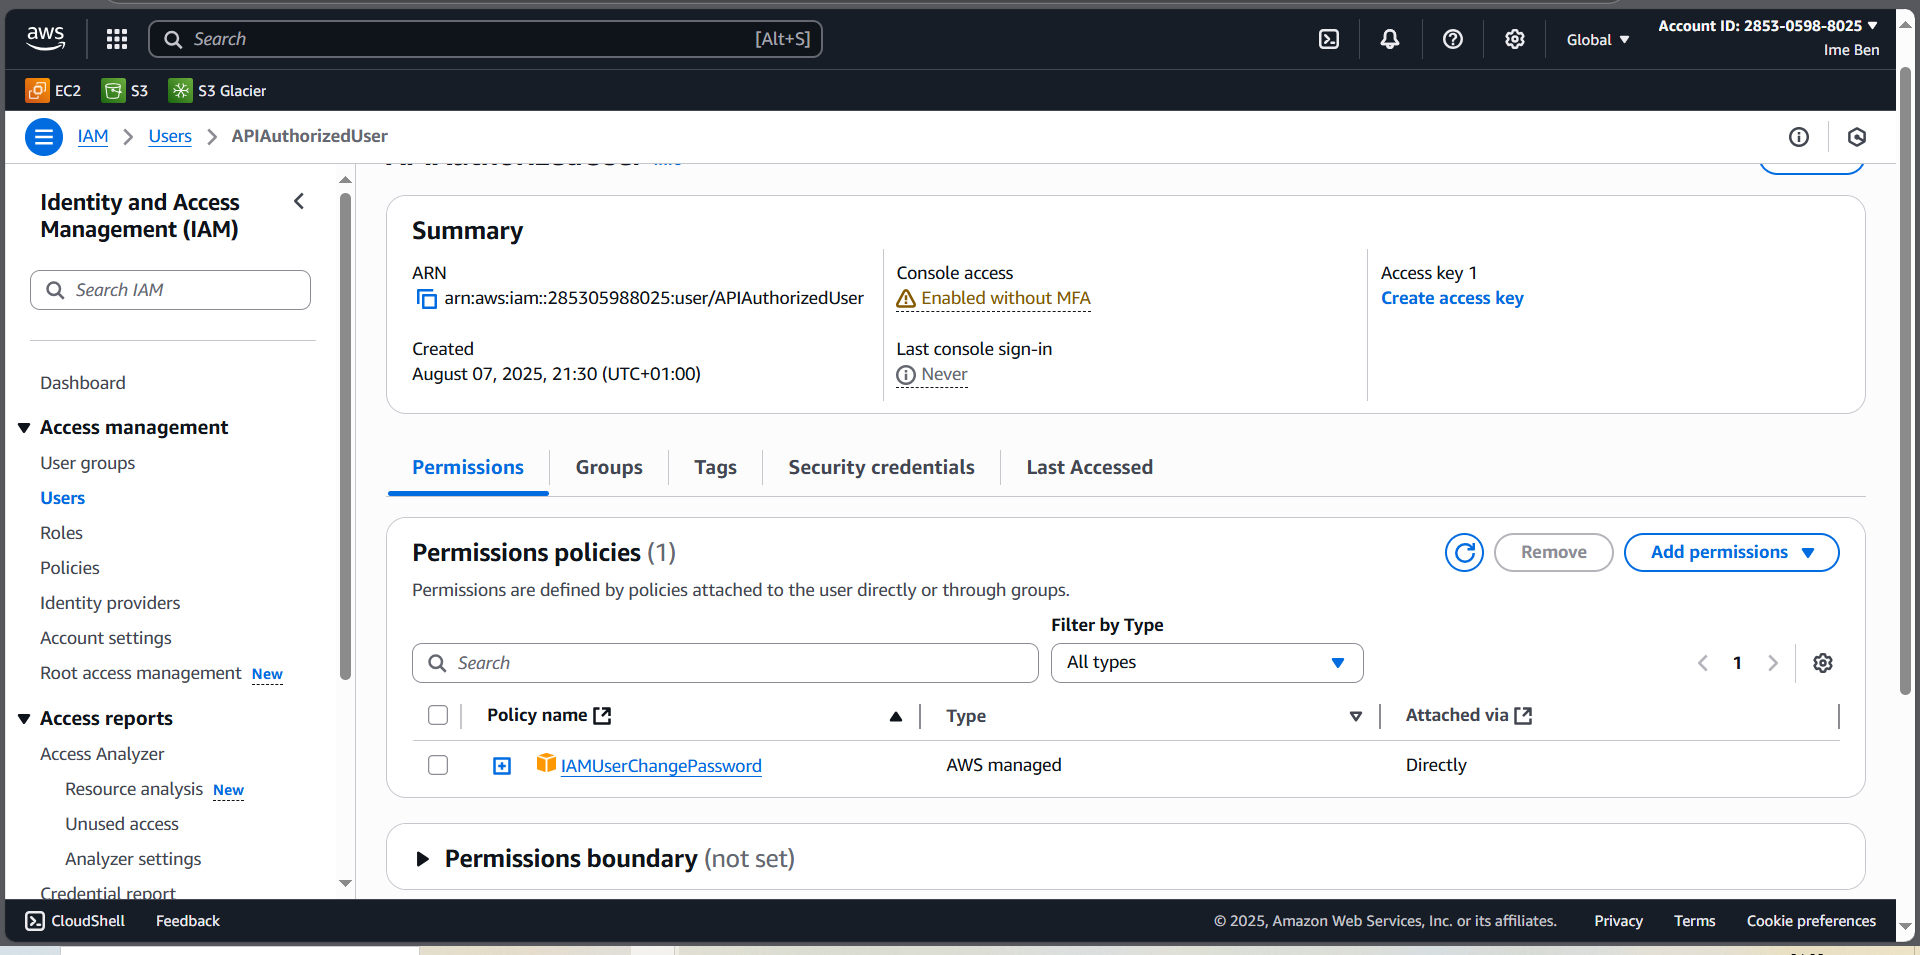 aws
Search
[Alt+S]
Global
Account ID: 2853-0598-8025
Ime Ben
EC2
S3
S3 Glacier
IAM
Users
APIAuthorizedUser
Identity and Access
Management (IAM)
Search IAM
Dashboard
Access management
User groups
Users
Roles
Policies
Identity providers
Account settings
Root access management New
Access reports
Access Analyzer
Resource analysis New
Unused access
Analyzer settings
Credential report
Summary
ARN
arn:aws:iam::285305988025:user/APIAuthorizedUser
Created
August 07, 2025, 21:30 (UTC+01:00)
Console access
Enabled without MFA
Last console sign-in
Never
Access key 1
Create access key
Permissions
Groups
Tags
Security credentials
Last Accessed
Permissions policies (1)
Remove
Add permissions
Permissions are defined by policies attached to the user directly or through groups.
Filter by Type
Search
All types
1
Policy name
Type
Attached via
IAMUserChangePassword
AWS managed
Directly
Permissions boundary (not set)
CloudShell
Feedback
© 2025, Amazon Web Services, Inc. or its affiliates.
Privacy
Terms
Cookie preferences